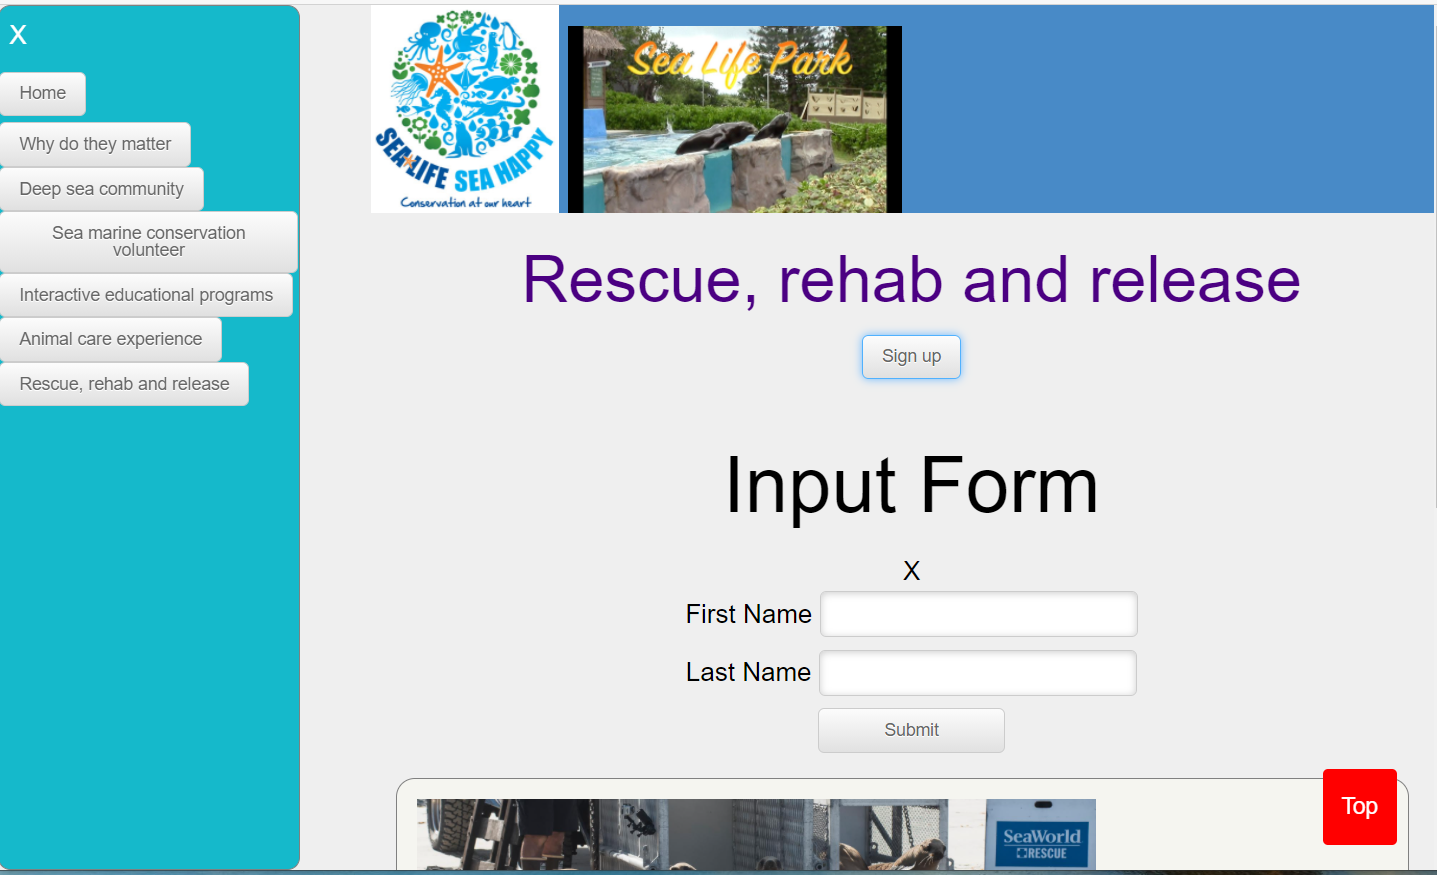 X
Home
Why do they matter
Deep sea community
Sea marine conservation
volunteer
Interactive educational programs
Animal care experience
Rescue, rehab and release
SEA LIFE SEA HAPPY
Conservation at our heart
Sea Life Park
Rescue, rehab and release
Sign up
Input Form
X
First Name
Last Name
Submit
SeaWorld
RESCUE
Top